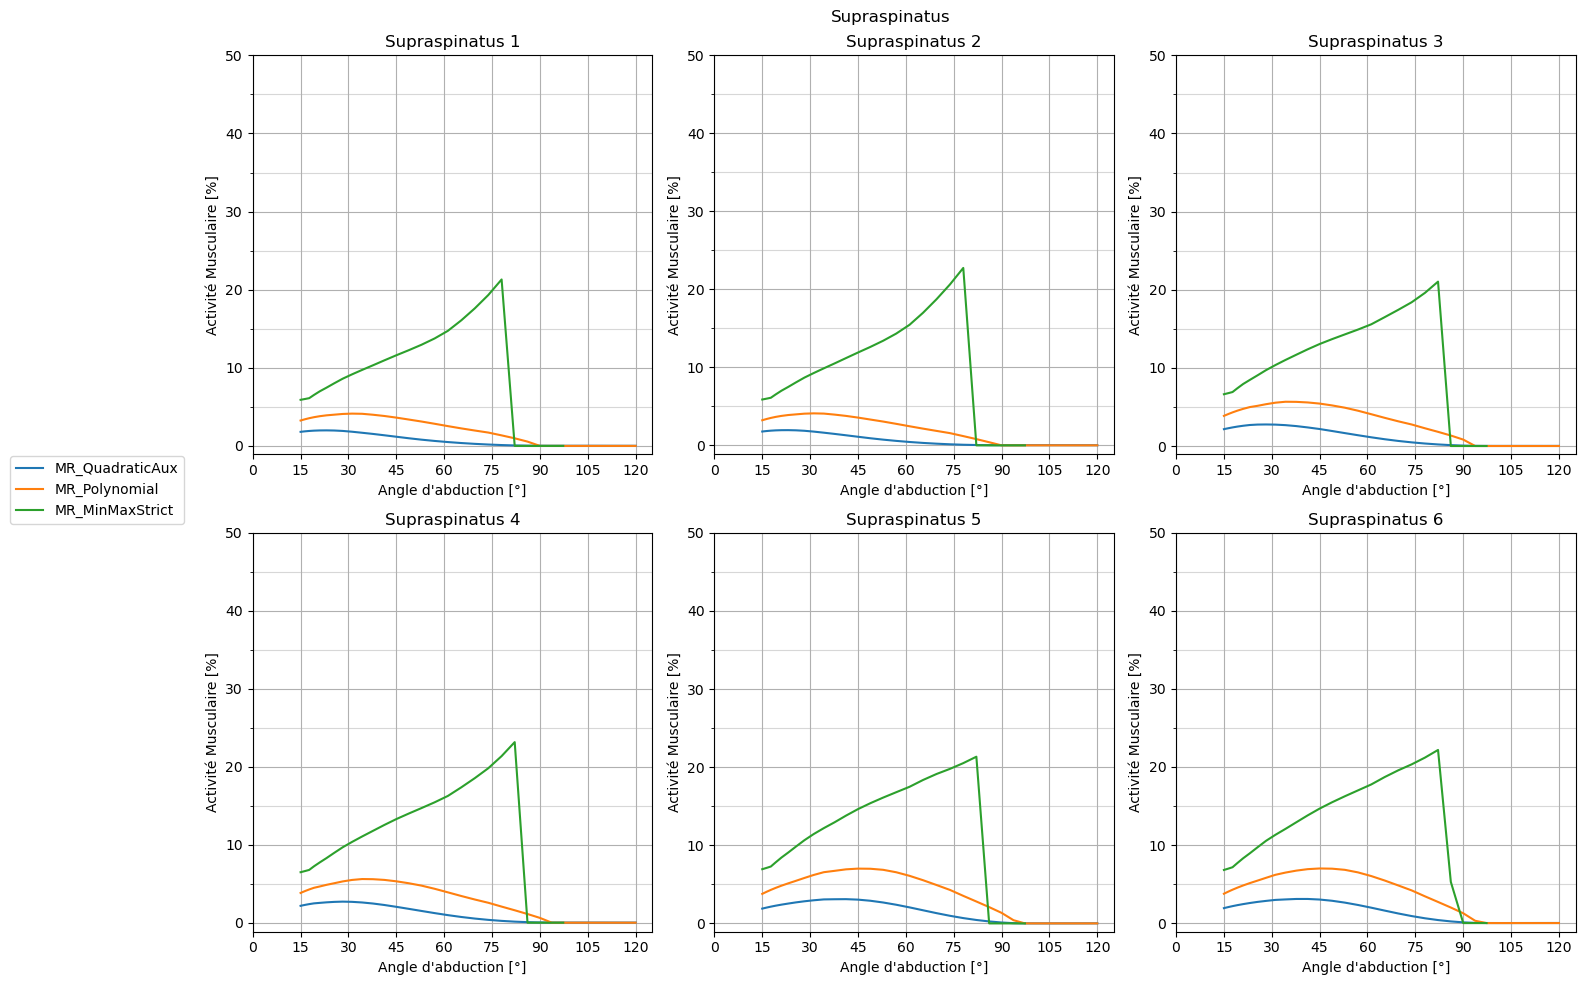 Supraspinatus
Supraspinatus 1
50
40
30
20
10
0
Activité Musculaire [%]
0 15 30 45 60 75 90 105 120
Angle d'abduction [°]
Supraspinatus 2
50
40
30
20
10
0
Activité Musculaire [%]
0 15 30 45 60 75 90 105 120
Angle d'abduction [°]
Supraspinatus 3
50
40
30
20
10
0
Activité Musculaire [%]
0 15 30 45 60 75 90 105 120
Angle d'abduction [°]
MR_QuadraticAux
MR_Polynomial
MR_MinMaxStrict
Supraspinatus 4
50
40
30
20
10
0
Activité Musculaire [%]
0 15 30 45 60 75 90 105 120
Angle d'abduction [°]
Supraspinatus 5
50
40
30
20
10
0
Activité Musculaire [%]
0 15 30 45 60 75 90 105 120
Angle d'abduction [°]
Supraspinatus 6
50
40
30
20
10
0
Activité Musculaire [%]
0 15 30 45 60 75 90 105 120
Angle d'abduction [°]